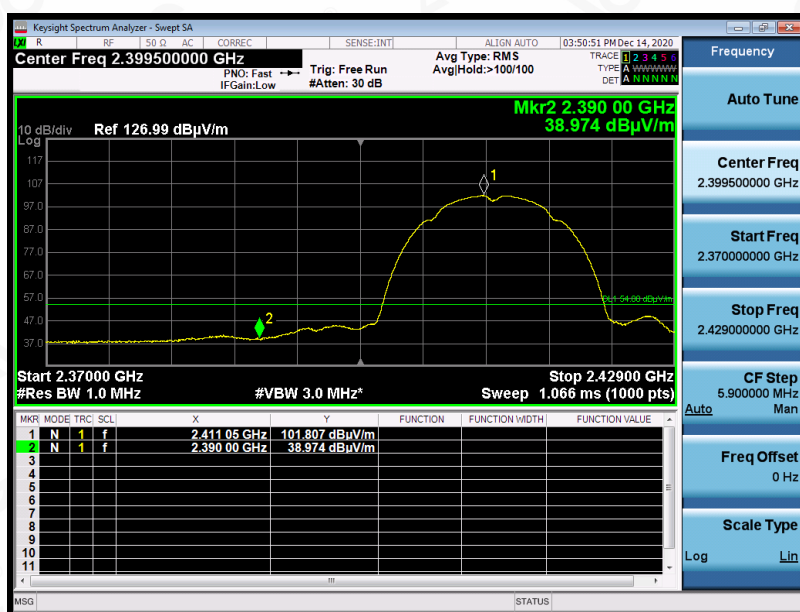 Keysight Spectrum Analyzer - Swept SA
LXI R RF 50 Ω AC CORREC SENSE:INT ALIGN AUTO 03:50:51 PM Dec 14, 2020
Center Freq 2.399500000 GHz
PNO: Fast
IFGain:Low
Trig: Free Run
#Atten: 30 dB
Avg Type: RMS
Avg|Hold:>100/100
TRACE 1 2 3 4 5 6
TYPE A WWWWW
DET A N N N N N
Mkr2 2.390 00 GHz
38.974 dBµV/m
10 dB/div
Log
Ref 126.99 dBµV/m
117
107
97.0
87.0
77.0
67.0
57.0
47.0
37.0
1
2
DL1 54.00 dBµV/m
Start 2.37000 GHz
#Res BW 1.0 MHz
#VBW 3.0 MHz*
Stop 2.42900 GHz
Sweep 1.066 ms (1000 pts)
MKR MODE TRC SCL X Y FUNCTION FUNCTION WIDTH FUNCTION VALUE
1 N 1 f 2.411 05 GHz 101.807 dBµV/m
2 N 1 f 2.390 00 GHz 38.974 dBµV/m
3
4
5
6
7
8
9
10
11
MSG STATUS
Frequency
Auto Tune
Center Freq
2.399500000 GHz
Start Freq
2.370000000 GHz
Stop Freq
2.429000000 GHz
CF Step
5.900000 MHz
Auto Man
Freq Offset
0 Hz
Scale Type
Log Lin